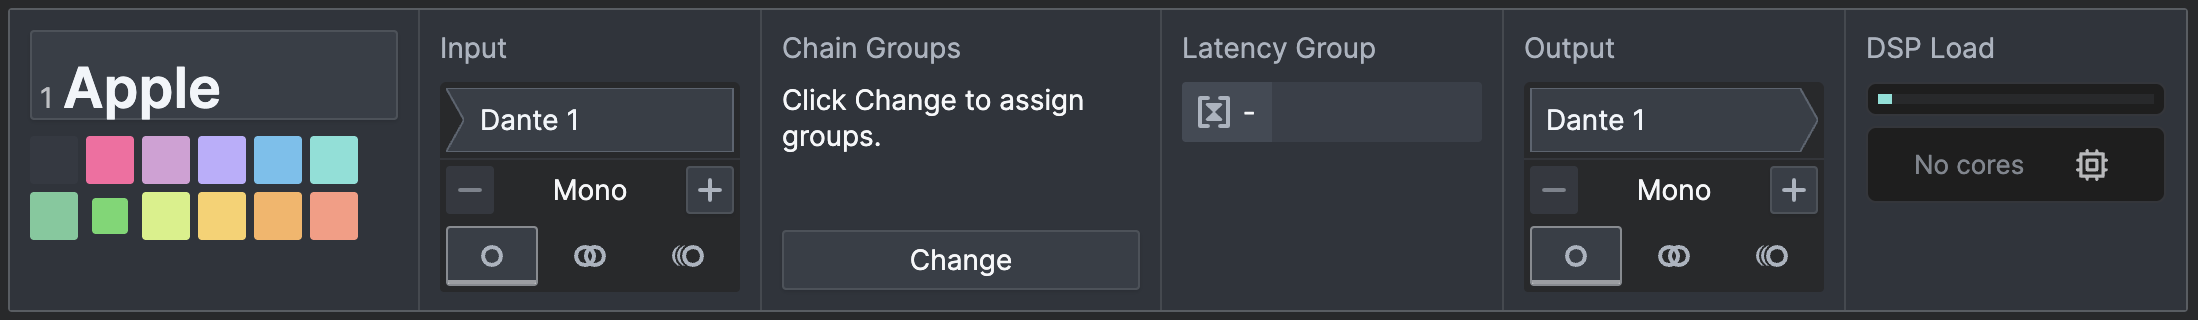 1 Apple
Input
Dante 1
Mono
Chain Groups
Click Change to assign
groups.
Change
Latency Group
-
Output
Dante 1
Mono
DSP Load
No cores